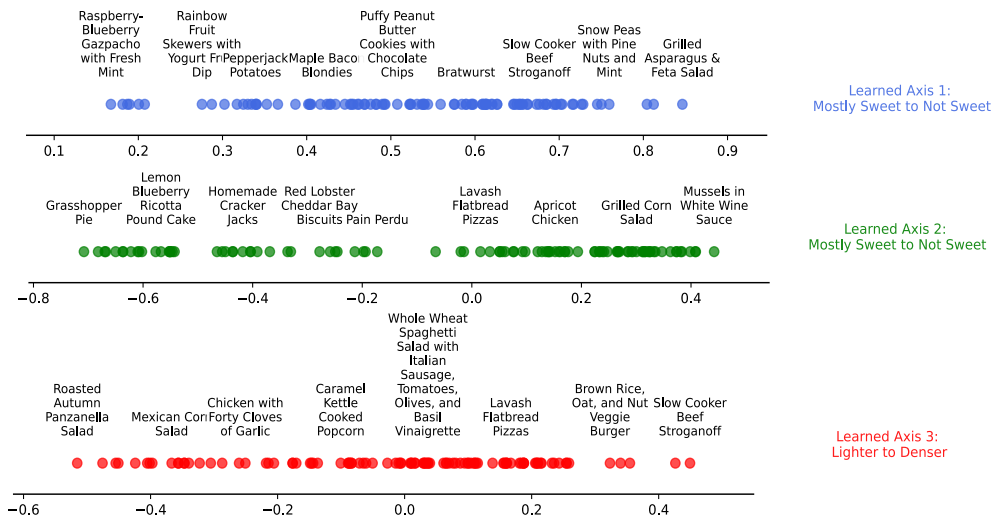 Raspberry-
Blueberry
Gazpacho
with Fresh
Mint
Rainbow
Fruit
Skewers with
Yogurt Fru
Dip
Pepperjack
Potatoes
Maple Baco
Blondies
Puffy Peanut
Butter
Cookies with
Chocolate
Chips
Bratwurst
Slow Cooker
Beef
Stroganoff
Snow Peas
with Pine
Nuts and
Mint
Grilled
Asparagus &
Feta Salad
Learned Axis 1:
Mostly Sweet to Not Sweet
0.1 0.2 0.3 0.4 0.5 0.6 0.7 0.8 0.9
Grasshopper
Pie
Lemon
Blueberry
Ricotta
Pound Cake
Homemade
Cracker
Jacks
Red Lobster
Cheddar Bay
Biscuits
Pain Perdu
Lavash
Flatbread
Pizzas
Apricot
Chicken
Grilled Corn
Salad
Mussels in
White Wine
Sauce
Learned Axis 2:
Mostly Sweet to Not Sweet
−0.8 −0.6 −0.4 −0.2 0.0 0.2 0.4
Roasted
Autumn
Panzanella
Salad
Mexican Corn
Salad
Chicken with
Forty Cloves
of Garlic
Caramel
Kettle
Cooked
Popcorn
Whole Wheat
Spaghetti
Salad with
Italian
Sausage,
Tomatoes,
Olives, and
Basil
Vinaigrette
Lavash
Flatbread
Pizzas
Brown Rice,
Oat, and Nut
Veggie
Burger
Slow Cooker
Beef
Stroganoff
Learned Axis 3:
Lighter to Denser
−0.6 −0.4 −0.2 0.0 0.2 0.4